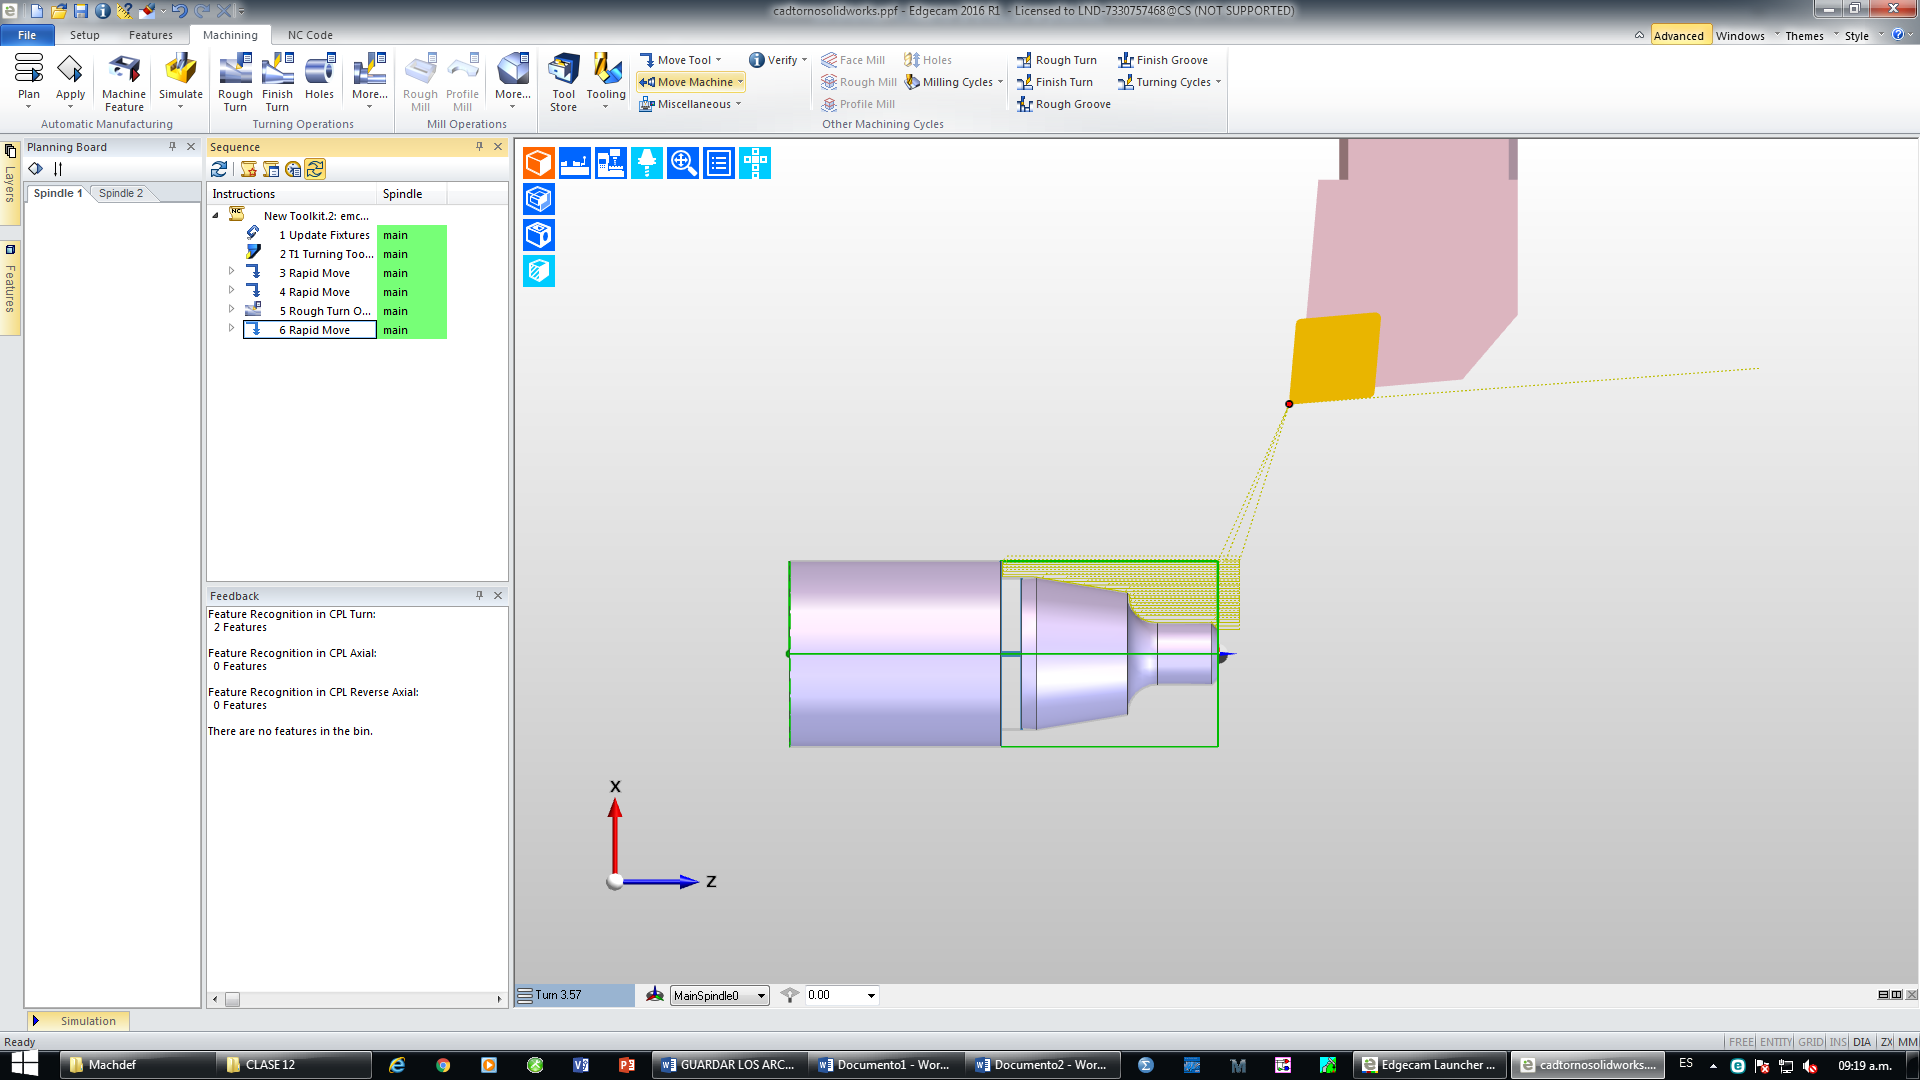 cadtornosolidworks.ppf - Edgecam 2016 R1 - Licensed to LND-7330757468@CS (NOT SUPPORTED)
File Setup Features Machining NC Code
Advanced Windows Themes Style
Plan Apply Machine Feature Simulate
Automatic Manufacturing
Rough Turn Finish Turn Holes More...
Turning Operations
Rough Mill Profile Mill More...
Mill Operations
Tool Store Tooling
Move Tool Verify Face Mill Holes Rough Turn Finish Groove
Move Machine Rough Mill Milling Cycles Finish Turn Turning Cycles
Miscellaneous Profile Mill Rough Groove
Other Machining Cycles
Layers
Features
Planning Board
Spindle 1 Spindle 2
Sequence
Instructions Spindle
NC New Toolkit.2: emc...
1 Update Fixtures main
2 T1 Turning Too... main
3 Rapid Move main
4 Rapid Move main
5 Rough Turn O... main
6 Rapid Move main
Feedback
Feature Recognition in CPL Turn:
2 Features
Feature Recognition in CPL Axial:
0 Features
Feature Recognition in CPL Reverse Axial:
0 Features
There are no features in the bin.
X
Z
Turn 3.57 MainSpindle0 0.00
Simulation
Ready
FREE ENTITY GRID INS DIA ZX MM
Machdef CLASE 12 GUARDAR LOS ARC... Documento1 - Wor... Documento2 - Wor... Edgecam Launcher ... cadtornosolidworks.... ES 09:19 a.m.